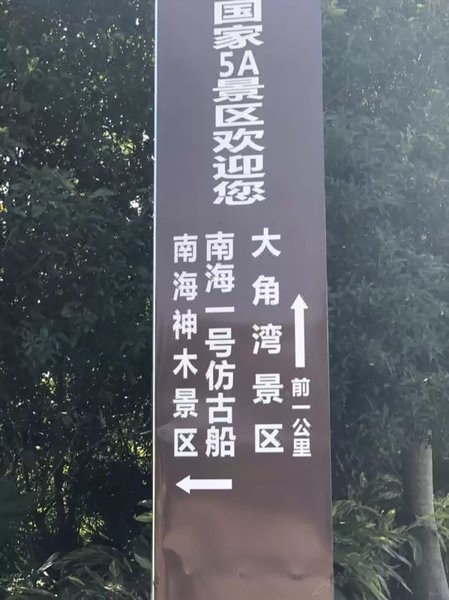 国家5A景区欢迎您
大角湾景区
前一公里
南海一号仿古船
南海神木景区